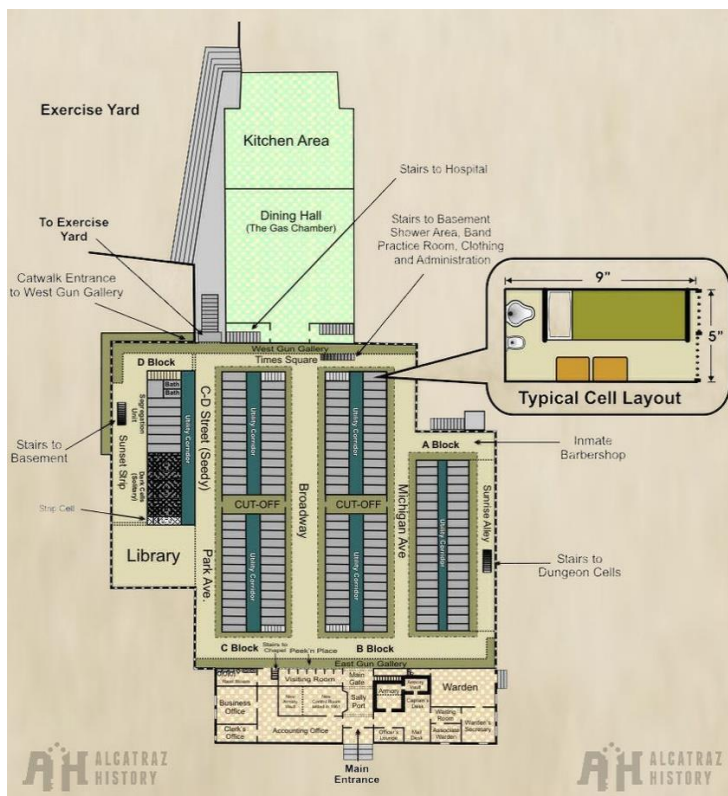 Exercise Yard
Kitchen Area
Stairs to Hospital
Dining Hall
(The Gas Chamber)
Stairs to Basement
Shower Area, Band
Practice Room, Clothing
and Administration
To Exercise
Yard
Catwalk Entrance
to West Gun Gallery
9"
5"
Typical Cell Layout
West Gun Gallery
Times Square
D Block
Bath
Bath
Segregation
Unit
Utility Corridor
C-D Street (Seedy)
Utility Corridor
Broadway
Utility Corridor
Michigan Ave
A Block
Inmate
Barbershop
Stairs to
Basement
Sunset Strip
Dark Cells
(Solitary)
Strip Cell
CUT-OFF
CUT-OFF
Utility Corridor
Sunrise Alley
Library
Park Ave.
Utility Corridor
Utility Corridor
Stairs to
Dungeon Cells
C Block
Stairs to
Chapel
Peek'n Place
B Block
East Gun Gallery
Visiting Room
Main
Gate
Armory
Captain's
Desk
Warden
Business
Office
Sally
Port
Waiting
Room
Clerk's
Office
Accounting Office
Officer's
Lounge
Mail
Desk
Associate
Warden
Warden's
Secretary
Main
Entrance
AH ALCATRAZ
HISTORY
AH ALCATRAZ
HISTORY